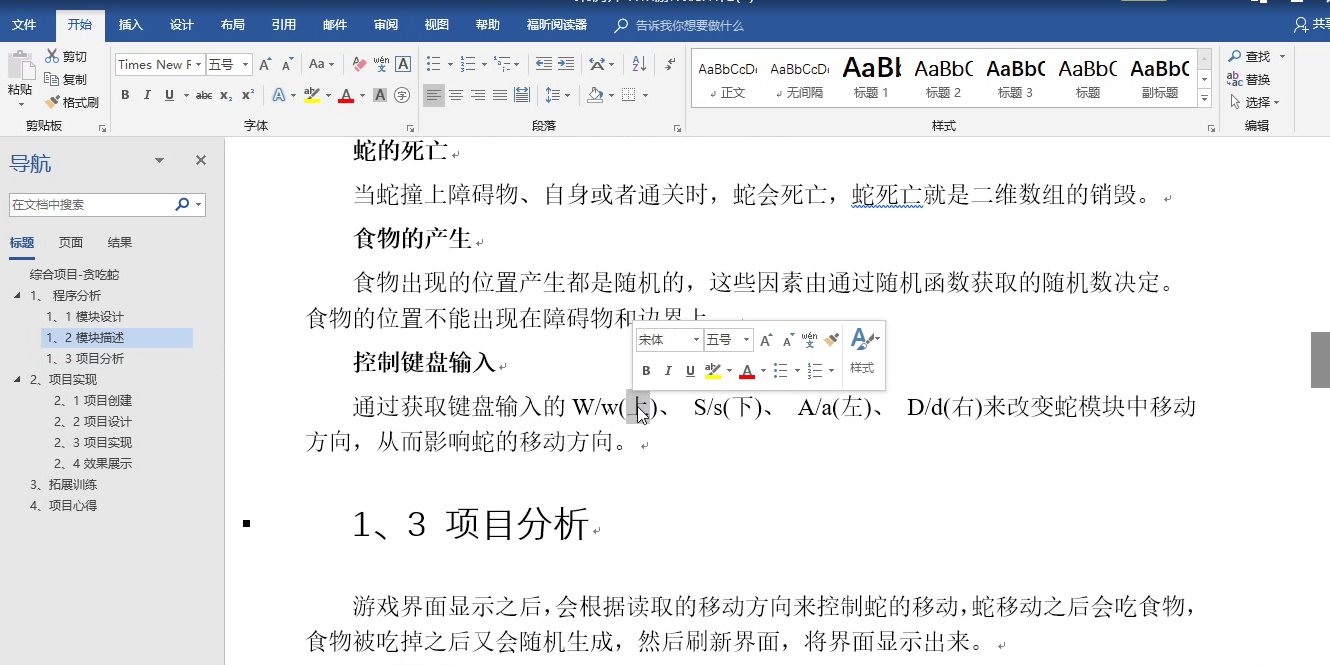 文件 开始 插入 设计 布局 引用 邮件 审阅 视图 帮助 福昕阅读器 告诉我你想要做什么 共享
剪切 Times New R 五号 Aa wén 文 A 查找
复制 替换
粘贴 格式刷 B I U abc x₂ x² A ab A A 字 选择
AaBbCcDi AaBbCcDi AaBl AaBbC AaBbC AaBbC AaBbC
正文 无间隔 标题 1 标题 2 标题 3 标题 副标题
剪贴板 字体 段落 样式 编辑
导航
在文档中搜索
标题 页面 结果
综合项目-贪吃蛇
1、 程序分析
1、1 模块设计
1、2 模块描述
1、3 项目分析
2、项目实现
2、1 项目创建
2、2 项目设计
2、3 项目实现
2、4 效果展示
3、拓展训练
4、项目心得
蛇的死亡
当蛇撞上障碍物、自身或者通关时，蛇会死亡，蛇死亡就是二维数组的销毁。
食物的产生
食物出现的位置产生都是随机的，这些因素由通过随机函数获取的随机数决定。
食物的位置不能出现在障碍物和边界上
宋体 五号 wén 文
B I U ab A 样式
控制键盘输入
通过获取键盘输入的 W/w(上)、 S/s(下)、 A/a(左)、 D/d(右)来改变蛇模块中移动
方向，从而影响蛇的移动方向。
1、3 项目分析
游戏界面显示之后,会根据读取的移动方向来控制蛇的移动,蛇移动之后会吃食物,
食物被吃掉之后又会随机生成，然后刷新界面，将界面显示出来。